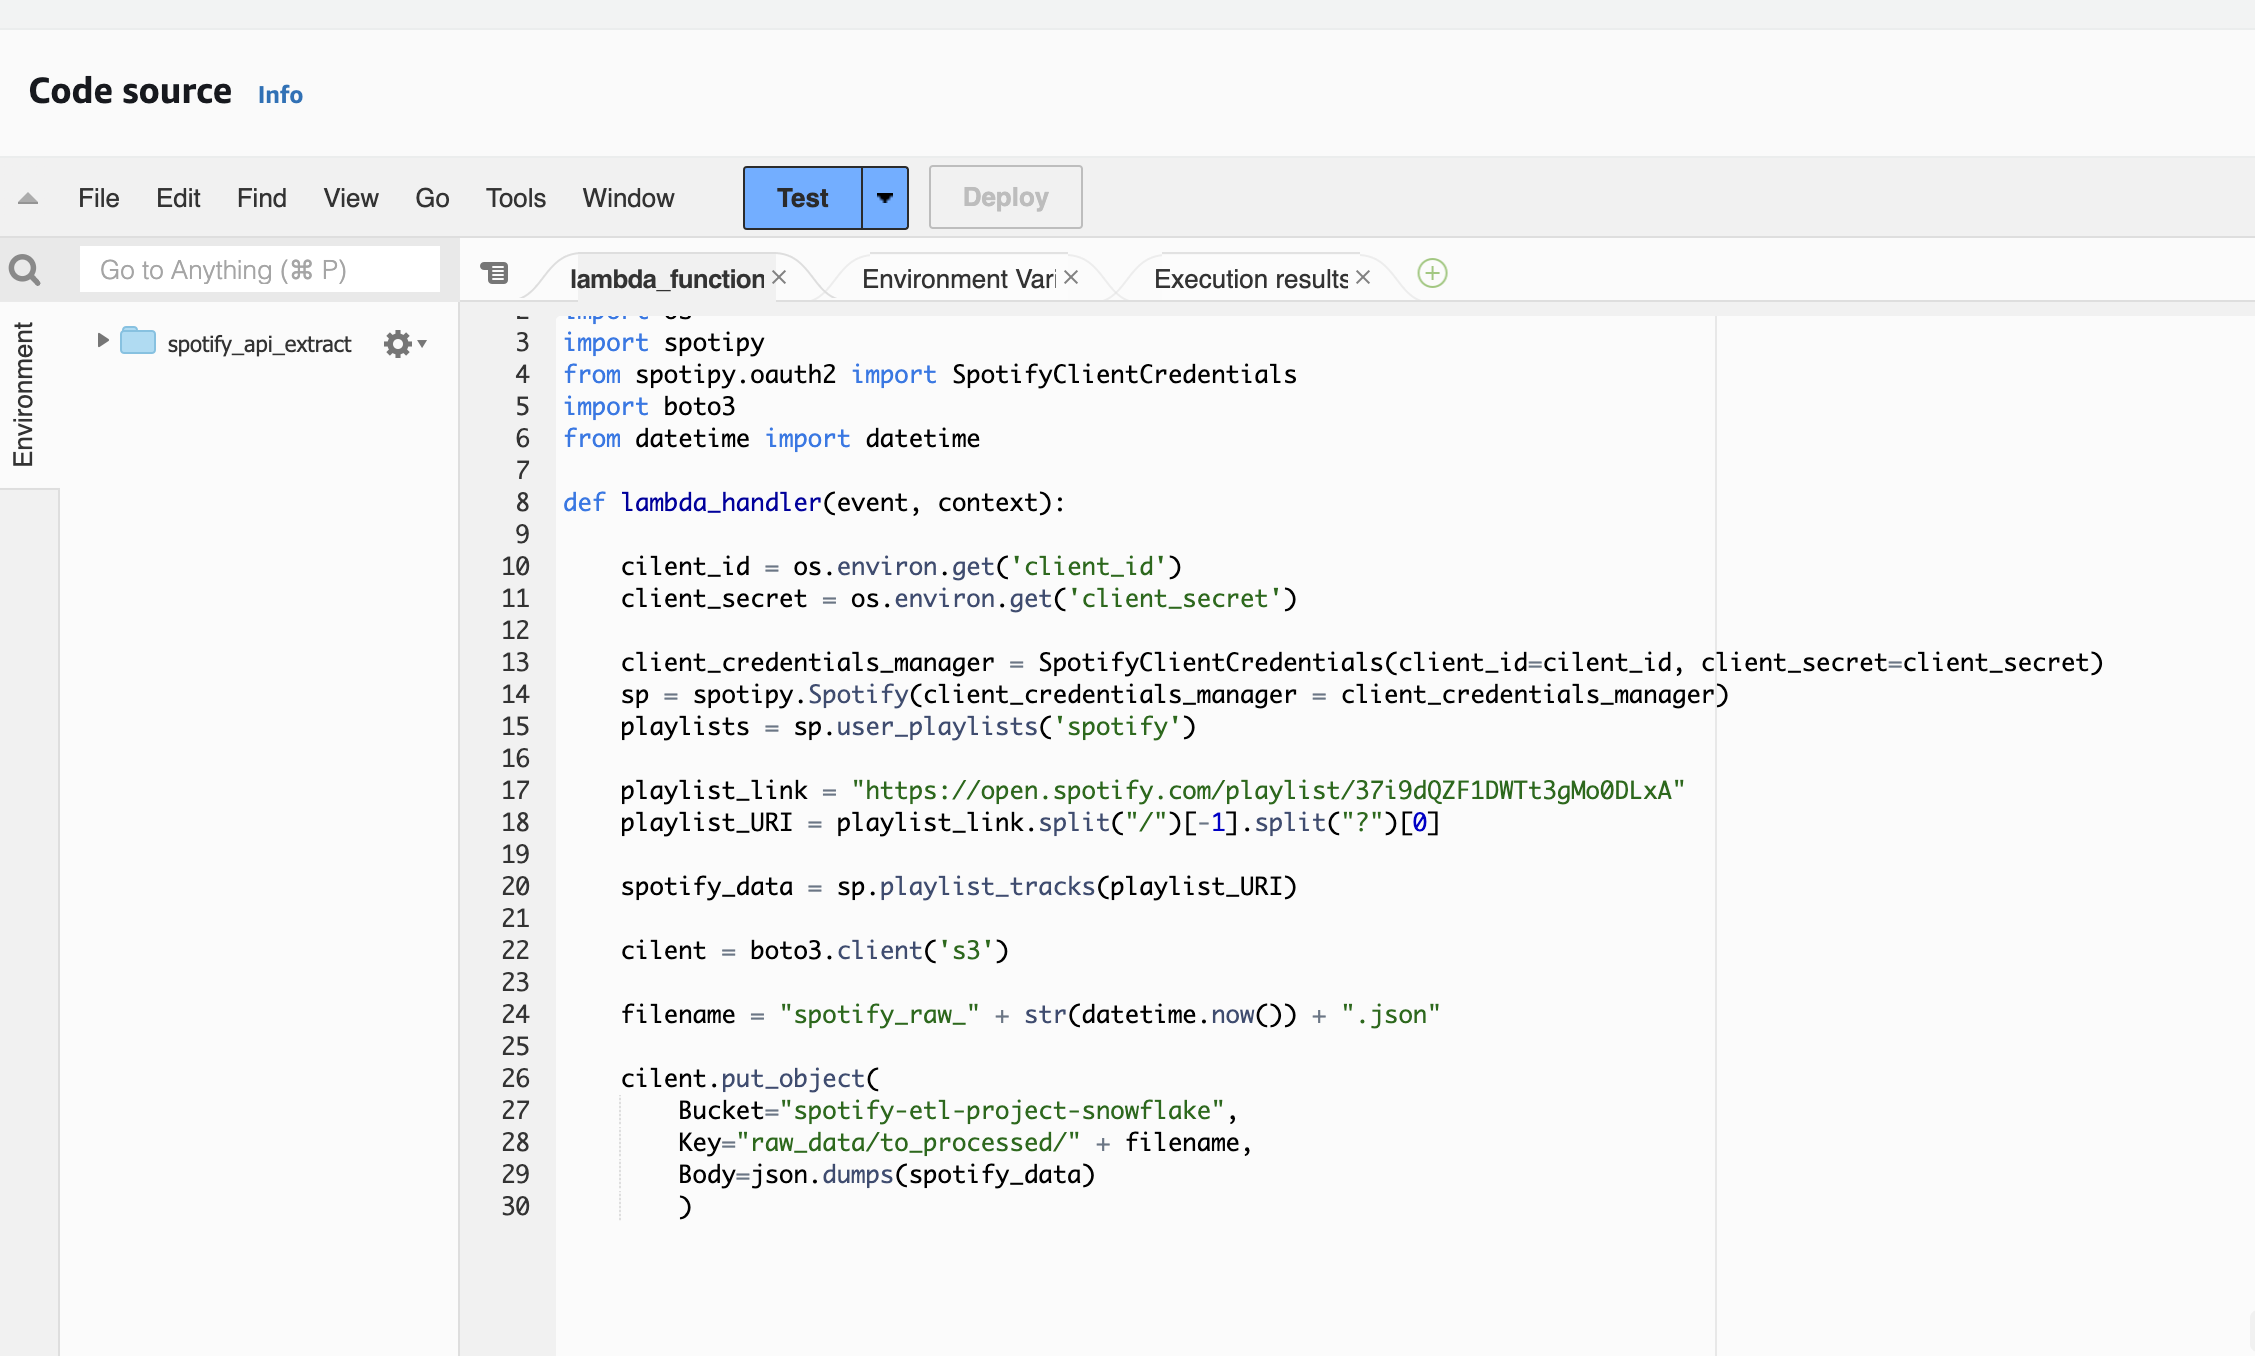 Code source Info
File Edit Find View Go Tools Window Test Deploy
Go to Anything (⌘ P)
lambda_function × Environment Vari × Execution results ×
Environment
spotify_api_extract
2 import os
3 import spotipy
4 from spotipy.oauth2 import SpotifyClientCredentials
5 import boto3
6 from datetime import datetime
7
8 def lambda_handler(event, context):
9
10     cilent_id = os.environ.get('client_id')
11     client_secret = os.environ.get('client_secret')
12
13     client_credentials_manager = SpotifyClientCredentials(client_id=cilent_id, client_secret=client_secret)
14     sp = spotipy.Spotify(client_credentials_manager = client_credentials_manager)
15     playlists = sp.user_playlists('spotify')
16
17     playlist_link = "https://open.spotify.com/playlist/37i9dQZF1DWTt3gMo0DLxA"
18     playlist_URI = playlist_link.split("/")[-1].split("?")[0]
19
20     spotify_data = sp.playlist_tracks(playlist_URI)
21
22     cilent = boto3.client('s3')
23
24     filename = "spotify_raw_" + str(datetime.now()) + ".json"
25
26     cilent.put_object(
27         Bucket="spotify-etl-project-snowflake",
28         Key="raw_data/to_processed/" + filename,
29         Body=json.dumps(spotify_data)
30         )